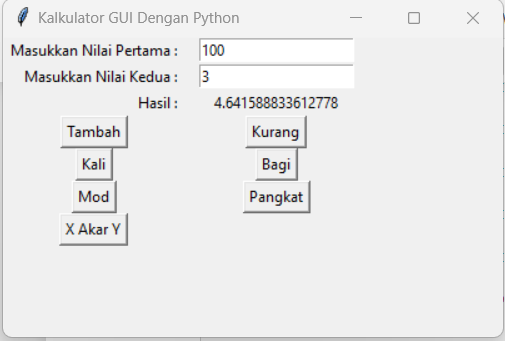 Kalkulator GUI Dengan Python
Masukkan Nilai Pertama : 100
Masukkan Nilai Kedua : 3
Hasil : 4.641588833612778
Tambah Kurang
Kali Bagi
Mod Pangkat
X Akar Y